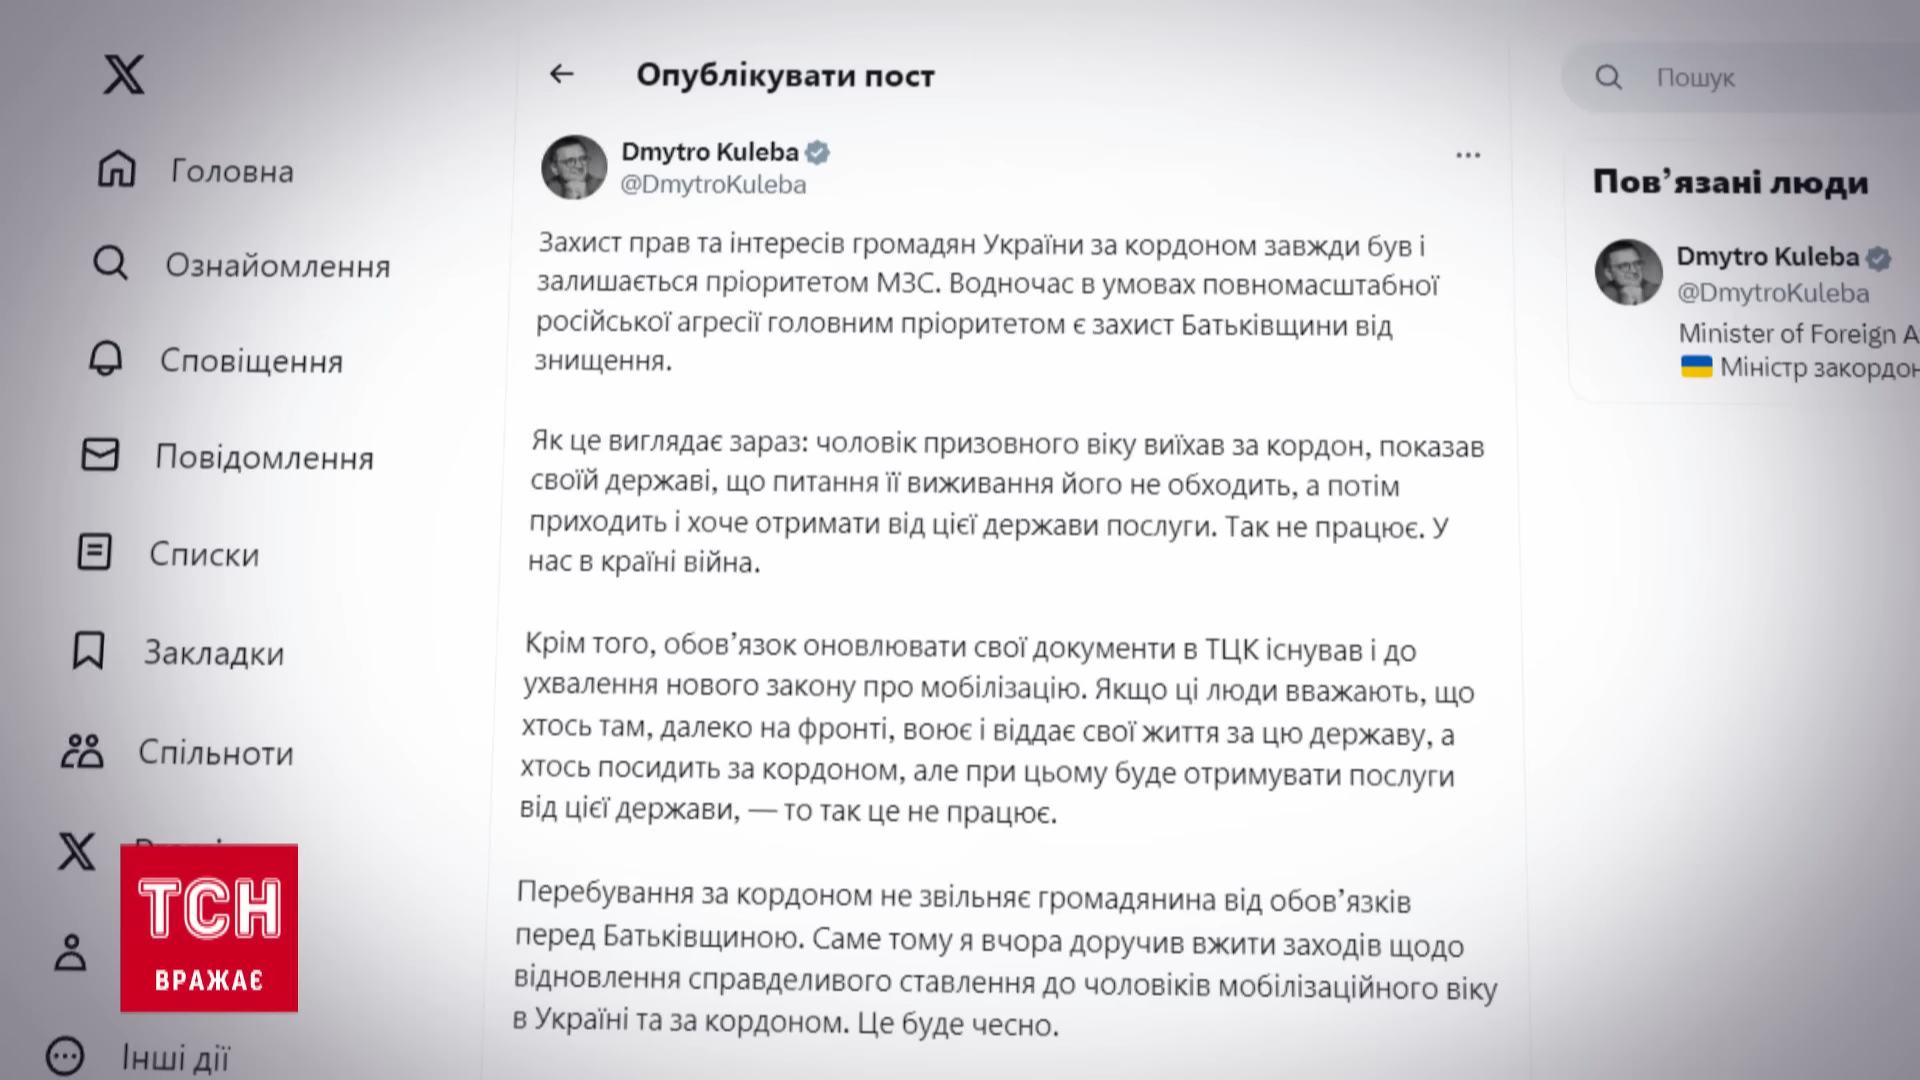 Опублікувати пост
Пошук
Dmytro Kuleba
@DmytroKuleba
Головна
Ознайомлення
Сповіщення
Повідомлення
Списки
Закладки
Спільноти
Інші дії
Захист прав та інтересів громадян України за кордоном завжди був і
залишається пріоритетом МЗС. Водночас в умовах повномасштабної
російської агресії головним пріоритетом є захист Батьківщини від
знищення.
Як це виглядає зараз: чоловік призовного віку виїхав за кордон, показав
своїй державі, що питання її виживання його не обходить, а потім
приходить і хоче отримати від цієї держави послуги. Так не працює. У
нас в країні війна.
Крім того, обов’язок оновлювати свої документи в ТЦК існував і до
ухвалення нового закону про мобілізацію. Якщо ці люди вважають, що
хтось там, далеко на фронті, воює і віддає свої життя за цю державу, а
хтось посидить за кордоном, але при цьому буде отримувати послуги
від цієї держави, — то так це не працює.
Перебування за кордоном не звільняє громадянина від обов’язків
перед Батьківщиною. Саме тому я вчора доручив вжити заходів щодо
відновлення справедливого ставлення до чоловіків мобілізаційного віку
в Україні та за кордоном. Це буде чесно.
Пов’язані люди
Dmytro Kuleba
@DmytroKuleba
Minister of Foreign A
Міністр закордон
ТСН
ВРАЖАЄ